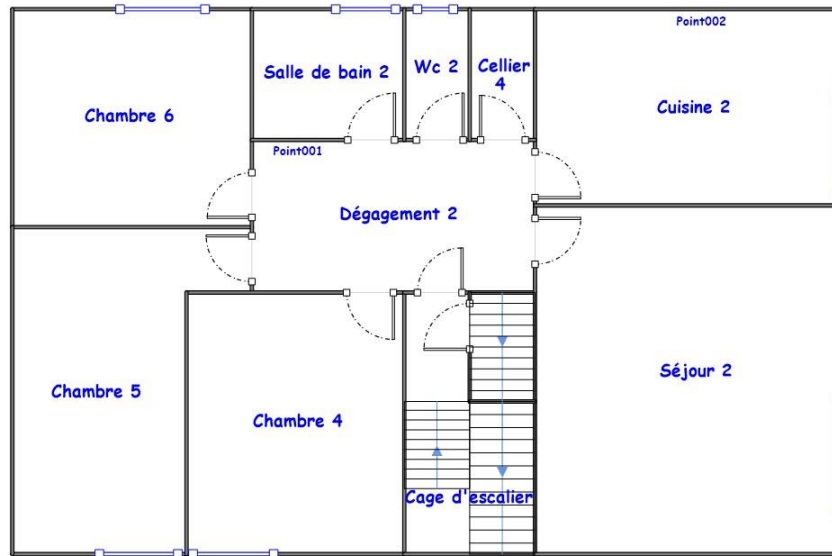 Point002
Salle de bain 2
Wc 2
Cellier
4
Chambre 6
Cuisine 2
Point001
Dégagement 2
Chambre 5
Séjour 2
Chambre 4
Cage d'escalier